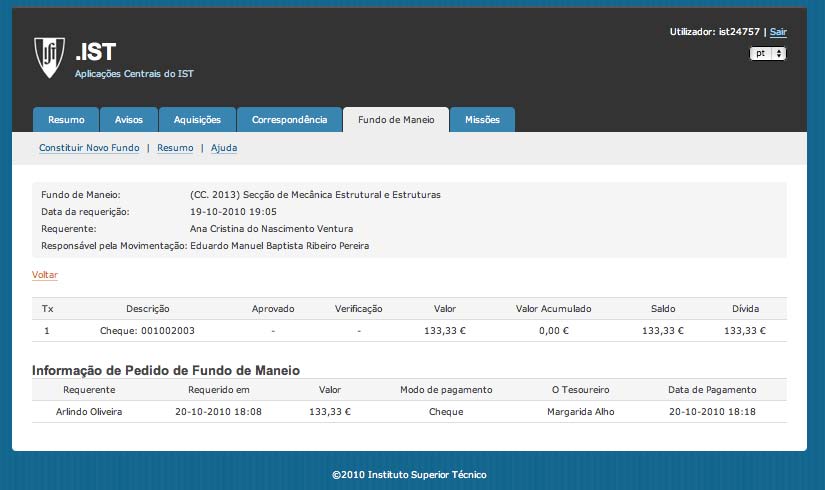 Utilizador: ist24757 | Sair
pt
.IST
Aplicações Centrais do IST
Resumo Avisos Aquisições Correspondência Fundo de Maneio Missões
Constituir Novo Fundo | Resumo | Ajuda
Fundo de Maneio: (CC. 2013) Secção de Mecânica Estrutural e Estruturas
Data da requerição: 19-10-2010 19:05
Requerente: Ana Cristina do Nascimento Ventura
Responsável pela Movimentação: Eduardo Manuel Baptista Ribeiro Pereira
Voltar
Tx Descrição Aprovado Verificação Valor Valor Acumulado Saldo Dívida
1 Cheque: 001002003 - - 133,33 € 0,00 € 133,33 € 133,33 €
Informação de Pedido de Fundo de Maneio
Requerente Requerido em Valor Modo de pagamento O Tesoureiro Data de Pagamento
Arlindo Oliveira 20-10-2010 18:08 133,33 € Cheque Margarida Alho 20-10-2010 18:18
©2010 Instituto Superior Técnico